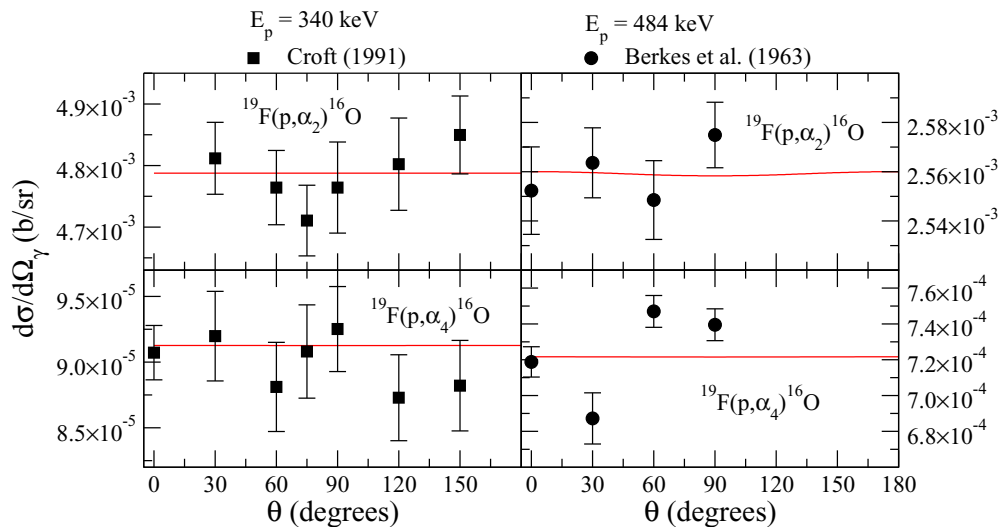 E_p = 340 keV
E_p = 484 keV
Croft (1991)
Berkes et al. (1963)
4.9×10⁻³
4.8×10⁻³
4.7×10⁻³
¹⁹F(p,α₂)¹⁶O
¹⁹F(p,α₂)¹⁶O
2.58×10⁻³
2.56×10⁻³
2.54×10⁻³
dσ/dΩ_γ (b/sr)
9.5×10⁻⁵
9.0×10⁻⁵
8.5×10⁻⁵
¹⁹F(p,α₄)¹⁶O
¹⁹F(p,α₄)¹⁶O
7.6×10⁻⁴
7.4×10⁻⁴
7.2×10⁻⁴
7.0×10⁻⁴
6.8×10⁻⁴
0 30 60 90 120 150
0 30 60 90 120 150 180
θ (degrees)
θ (degrees)